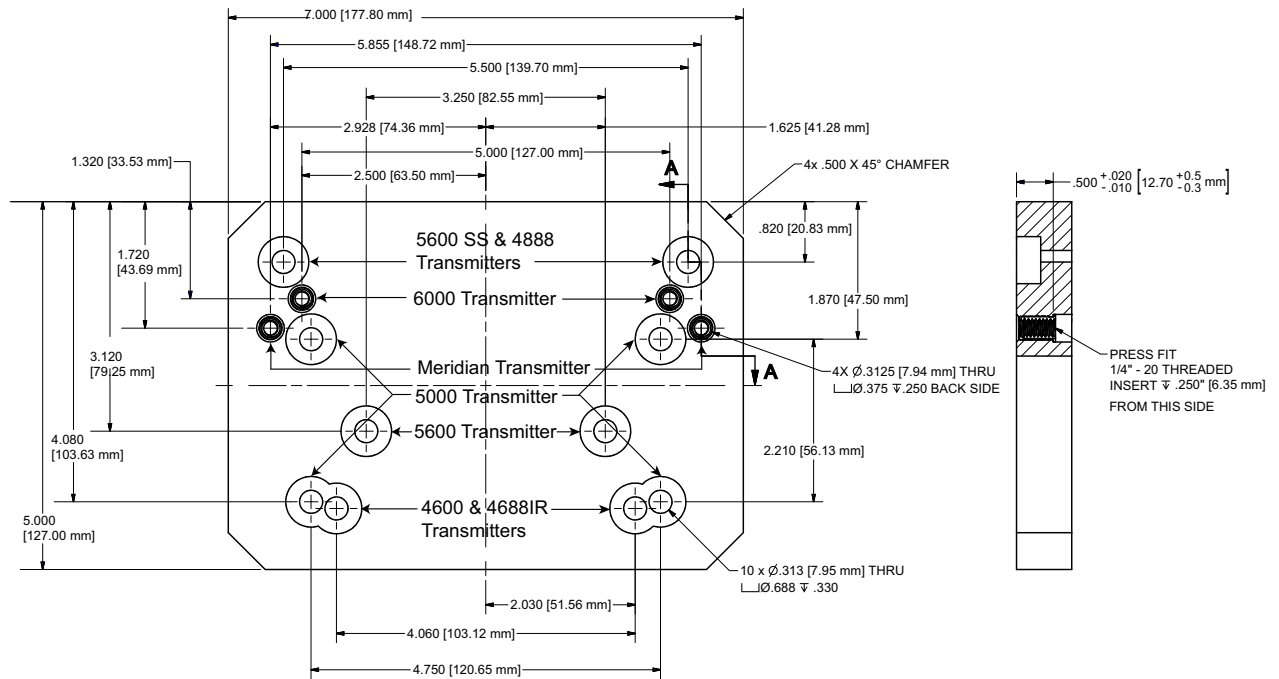 7.000 [177.80 mm]
5.855 [148.72 mm]
5.500 [139.70 mm]
3.250 [82.55 mm]
2.928 [74.36 mm]
1.625 [41.28 mm]
1.320 [33.53 mm]
5.000 [127.00 mm]
A
4x .500 X 45° CHAMFER
2.500 [63.50 mm]
.500 +.020 -.010 [12.70 +0.5 -0.3 mm]
.820 [20.83 mm]
5600 SS & 4888
Transmitters
1.720
[43.69 mm]
6000 Transmitter
1.870 [47.50 mm]
3.120
[79.25 mm]
Meridian Transmitter
A
4X Ø.3125 [7.94 mm] THRU
⌴Ø.375 ↧.250 BACK SIDE
PRESS FIT
1/4" - 20 THREADED
INSERT ↧ .250" [6.35 mm]
FROM THIS SIDE
5000 Transmitter
5600 Transmitter
4.080
[103.63 mm]
2.210 [56.13 mm]
4600 & 4688IR
Transmitters
5.000
[127.00 mm]
10 x Ø.313 [7.95 mm] THRU
⌴Ø.688 ↧ .330
2.030 [51.56 mm]
4.060 [103.12 mm]
4.750 [120.65 mm]